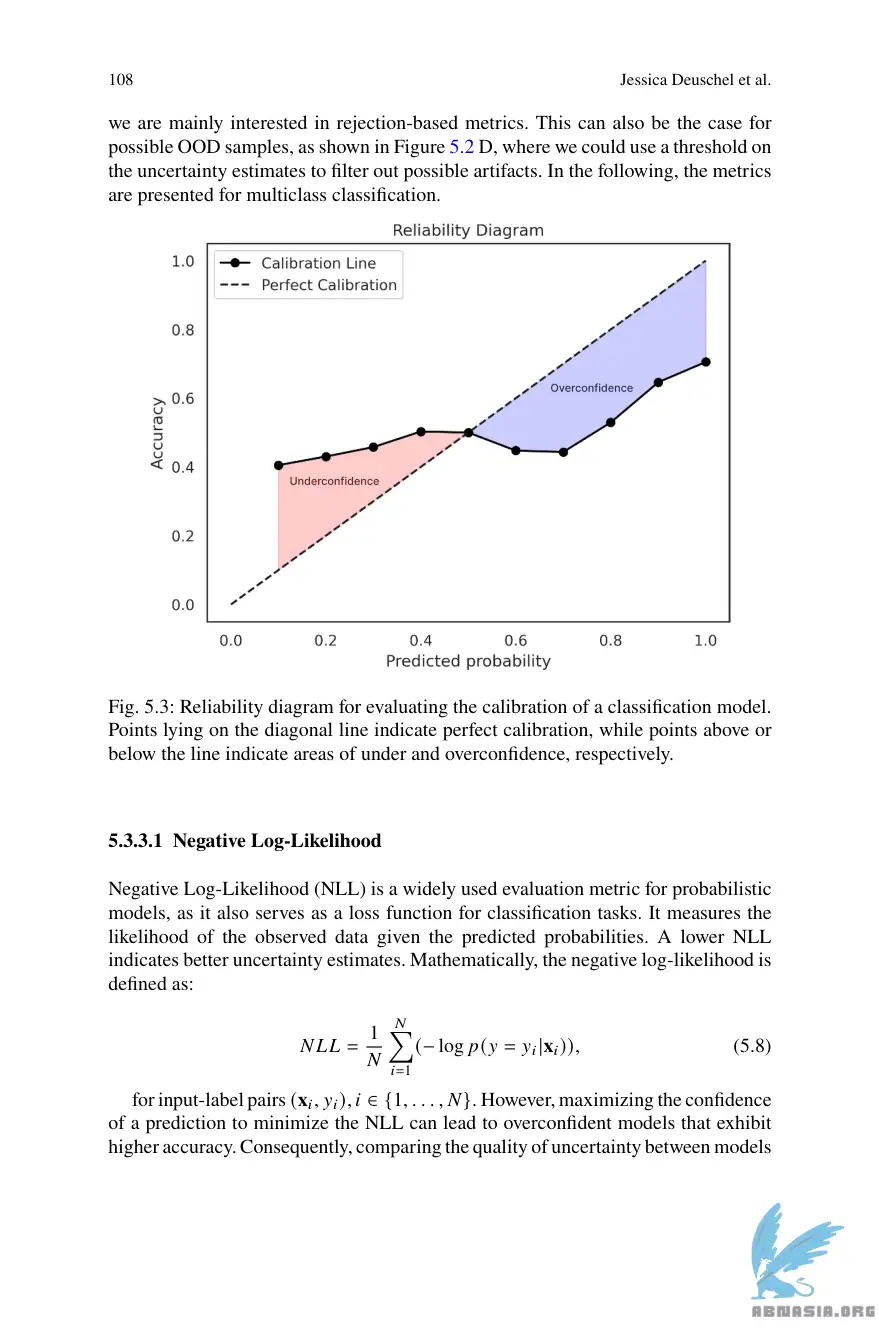 108
Jessica Deuschel et al.
we are mainly interested in rejection-based metrics. This can also be the case for
possible OOD samples, as shown in Figure 5.2 D, where we could use a threshold on
the uncertainty estimates to filter out possible artifacts. In the following, the metrics
are presented for multiclass classification.
Reliability Diagram
Calibration Line
Perfect Calibration
Overconfidence
Underconfidence
Accuracy
1.0
0.8
0.6
0.4
0.2
0.0
0.0 0.2 0.4 0.6 0.8 1.0
Predicted probability
Fig. 5.3: Reliability diagram for evaluating the calibration of a classification model.
Points lying on the diagonal line indicate perfect calibration, while points above or
below the line indicate areas of under and overconfidence, respectively.
5.3.3.1 Negative Log-Likelihood
Negative Log-Likelihood (NLL) is a widely used evaluation metric for probabilistic
models, as it also serves as a loss function for classification tasks. It measures the
likelihood of the observed data given the predicted probabilities. A lower NLL
indicates better uncertainty estimates. Mathematically, the negative log-likelihood is
defined as:
NLL = 1/N ∑_{i=1}^{N} (− log p(y = y_i|x_i)), (5.8)
for input-label pairs (x_i, y_i), i ∈ {1, . . . , N}. However, maximizing the confidence
of a prediction to minimize the NLL can lead to overconfident models that exhibit
higher accuracy. Consequently, comparing the quality of uncertainty between models
ABNASIA.ORG